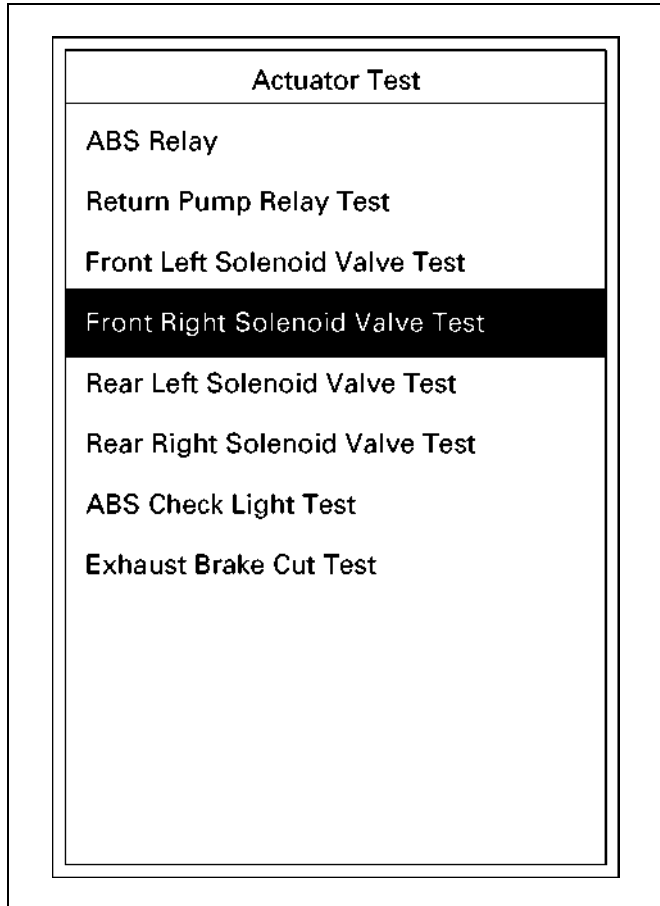 Actuator Test
ABS Relay
Return Pump Relay Test
Front Left Solenoid Valve Test
Front Right Solenoid Valve Test
Rear Left Solenoid Valve Test
Rear Right Solenoid Valve Test
ABS Check Light Test
Exhaust Brake Cut Test